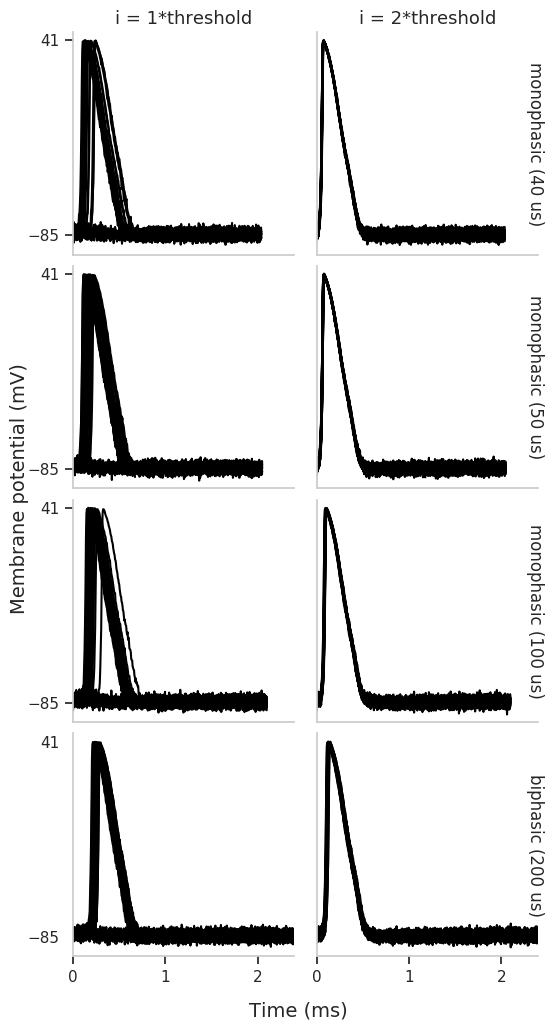 i = 1*threshold
i = 2*threshold
41
−85
monophasic (40 us)
41
−85
monophasic (50 us)
Membrane potential (mV)
41
−85
monophasic (100 us)
41
−85
biphasic (200 us)
0
1
2
0
1
2
Time (ms)